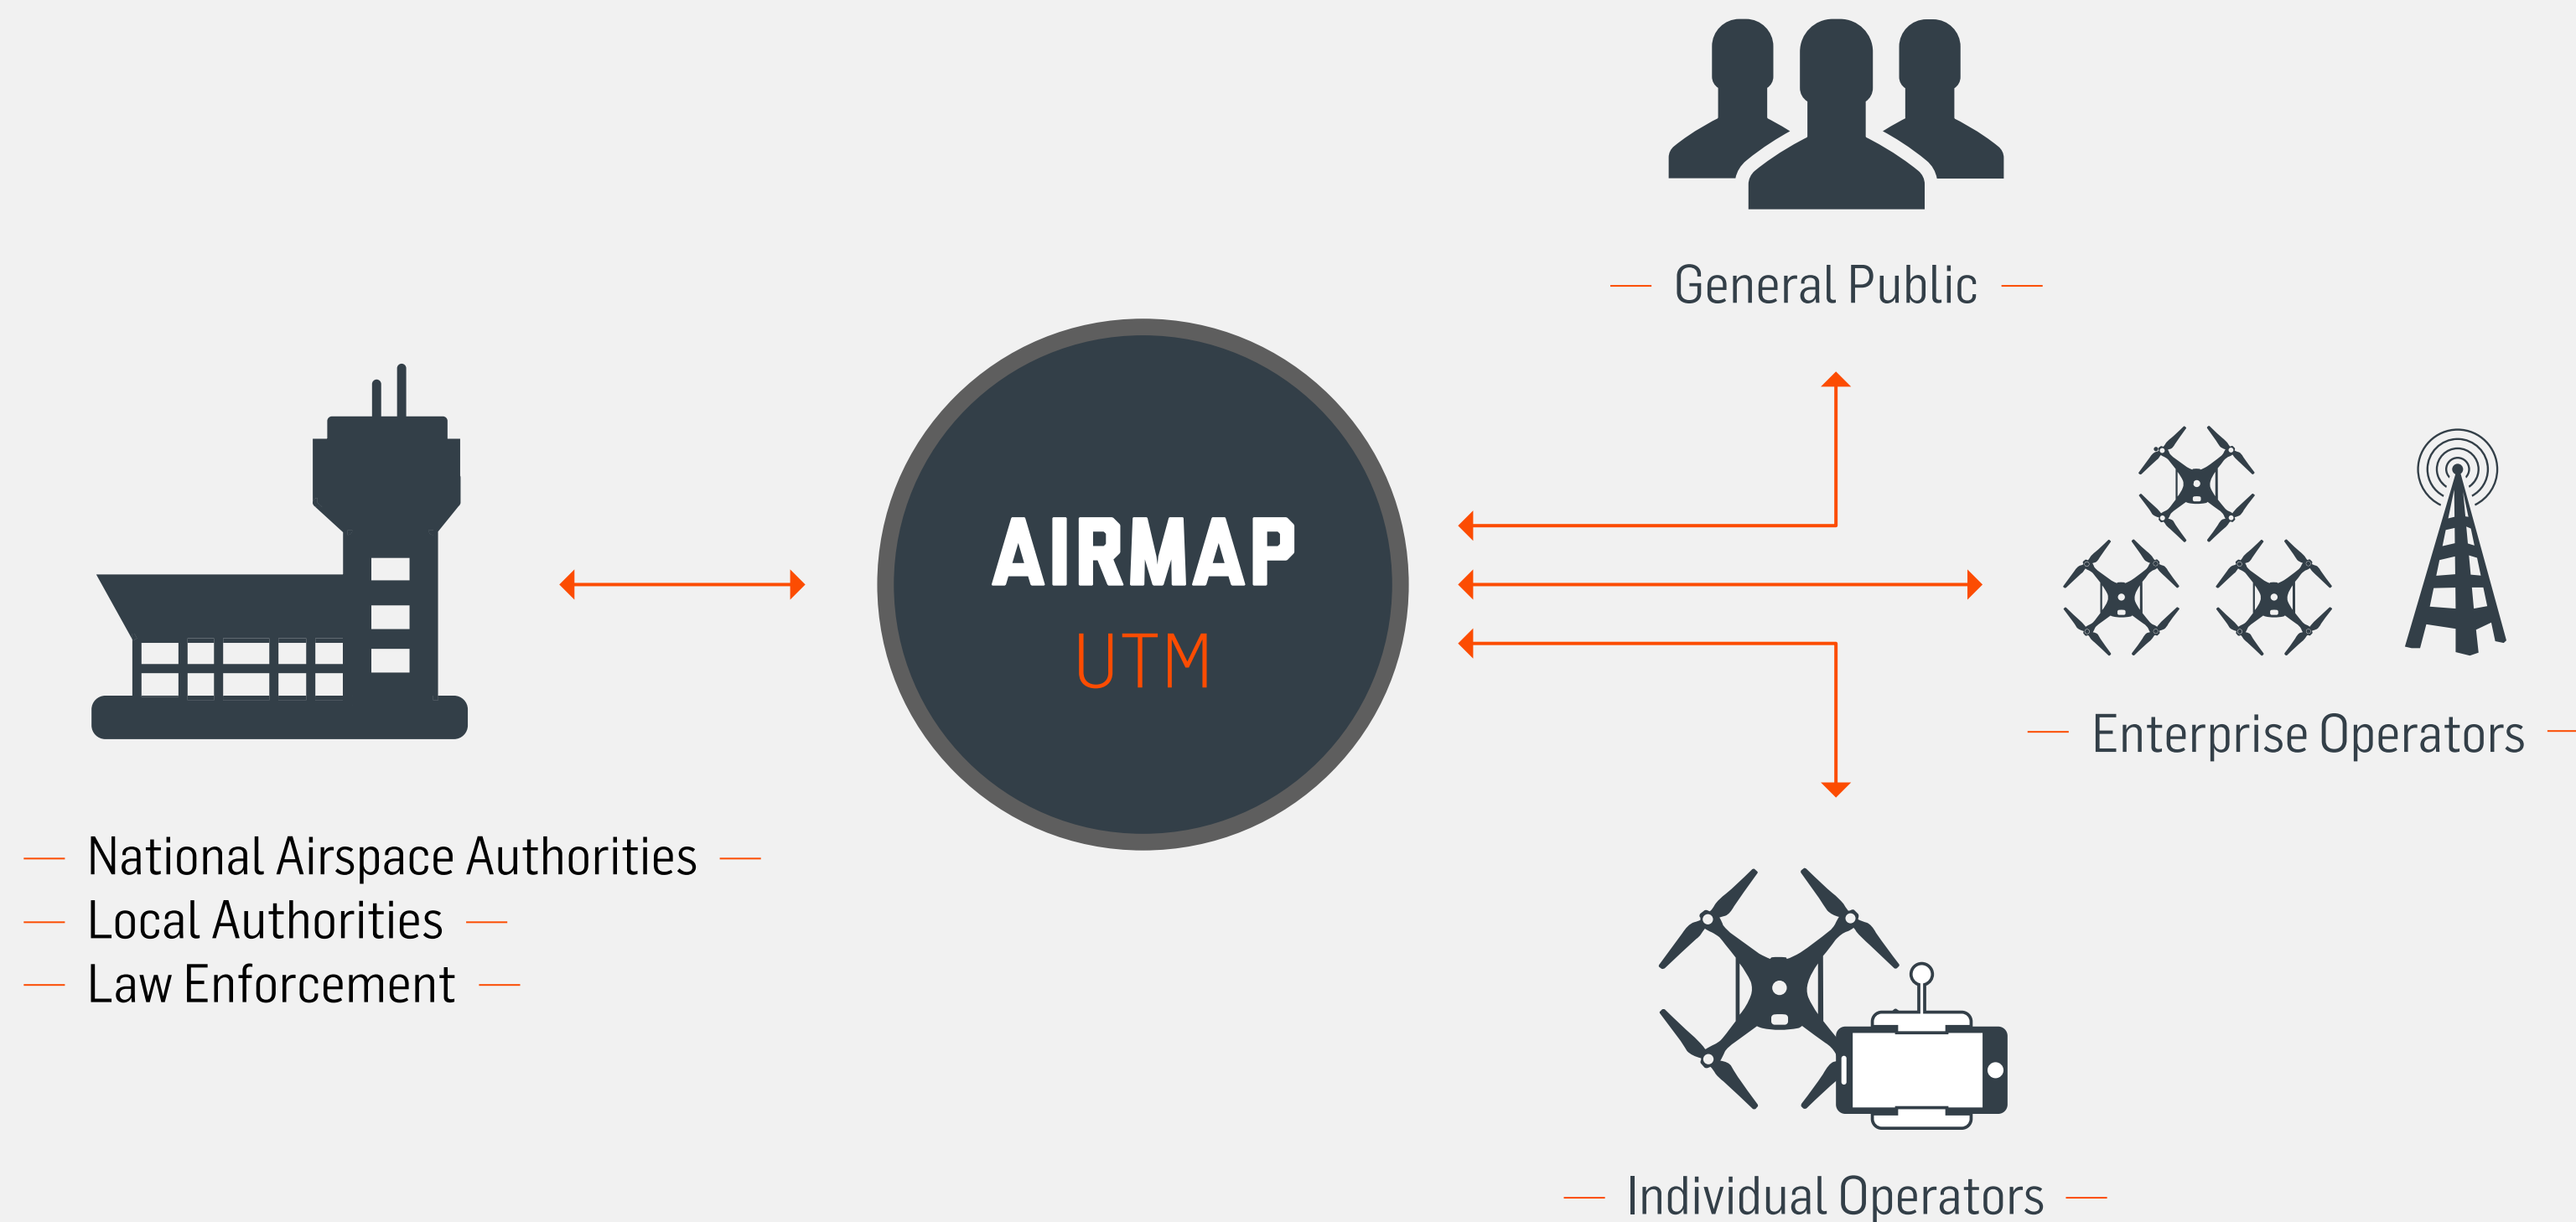 General Public
AIRMAP
UTM
Enterprise Operators
National Airspace Authorities
Local Authorities
Law Enforcement
Individual Operators